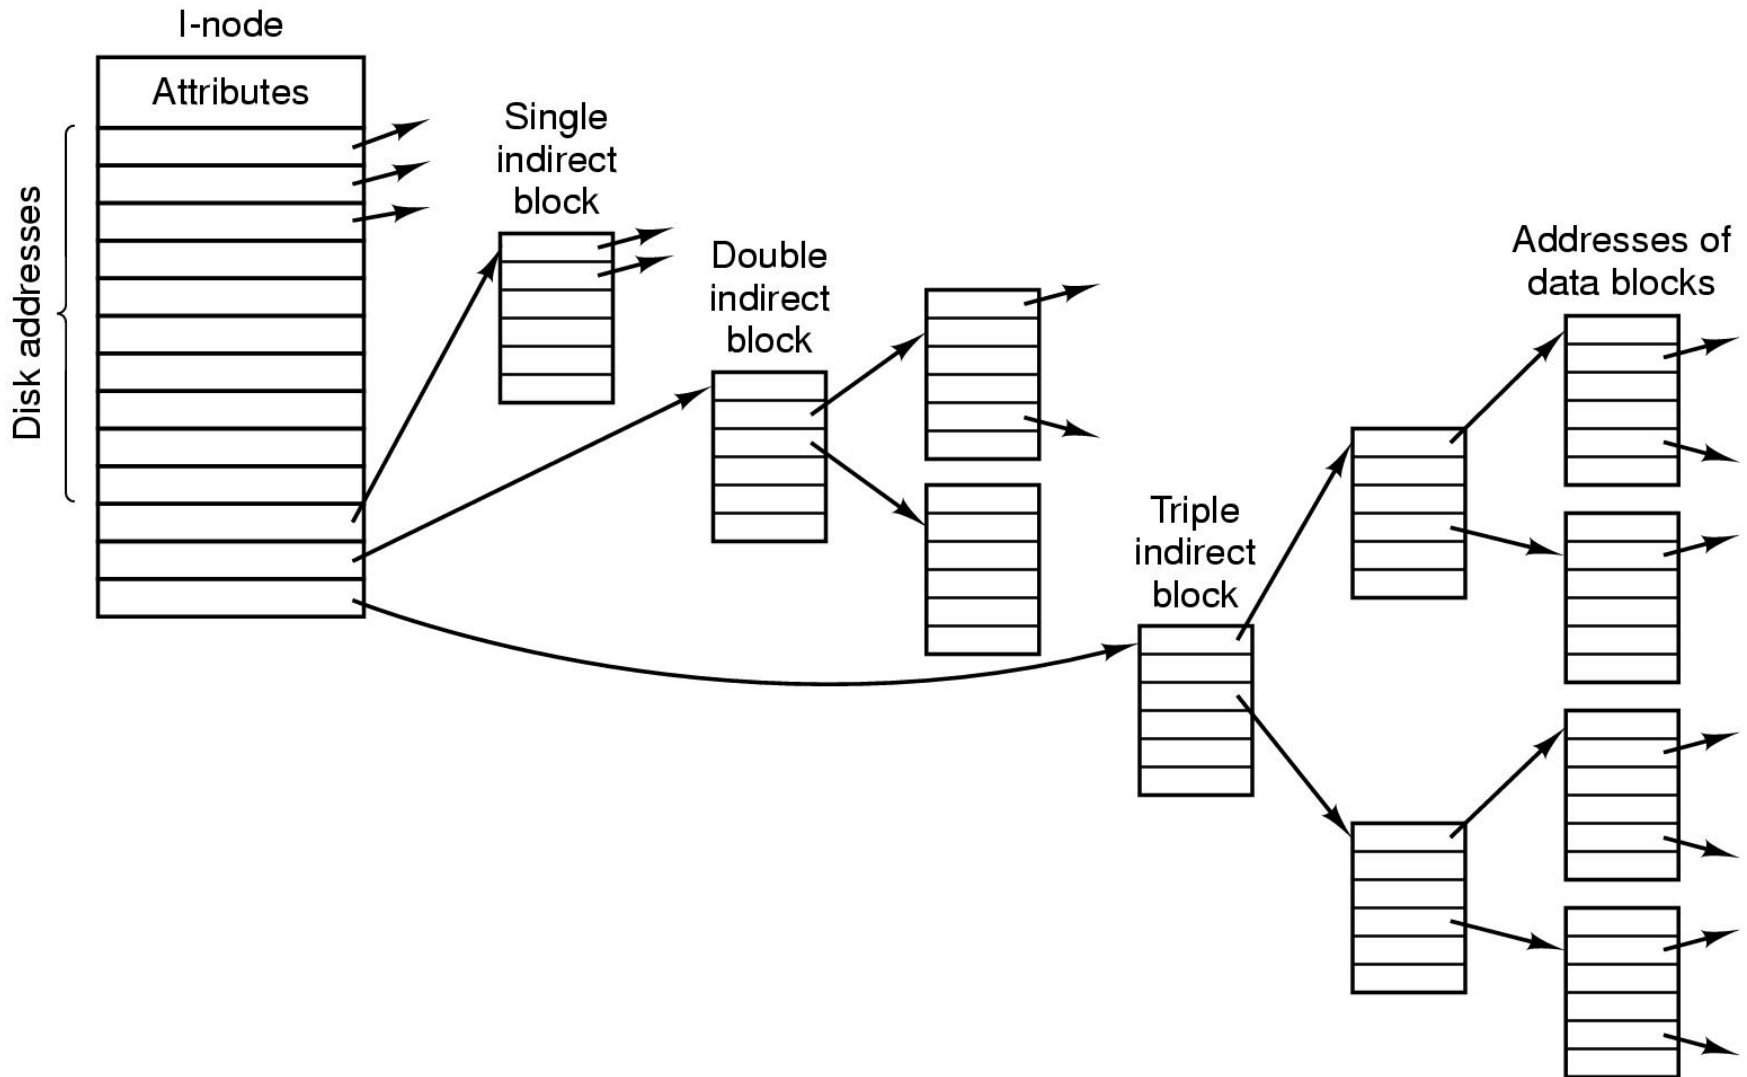 I-node
Attributes
Disk addresses
Single
indirect
block
Double
indirect
block
Triple
indirect
block
Addresses of
data blocks